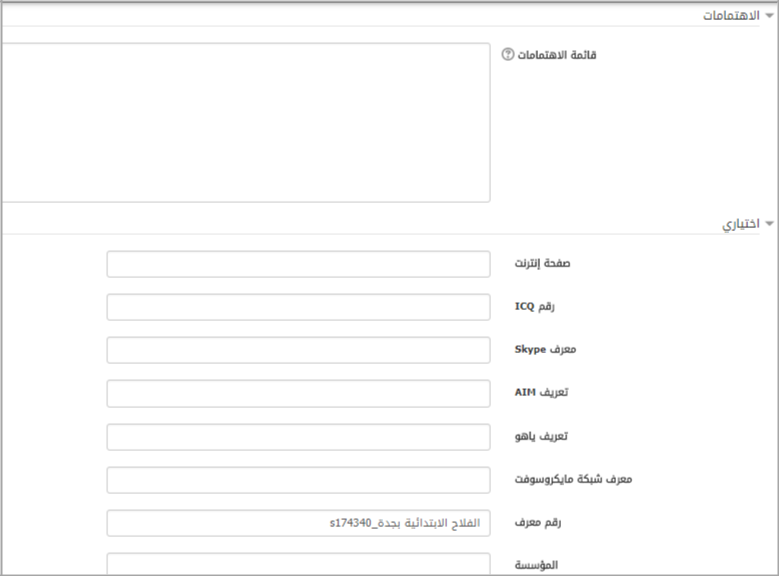 الاهتمامات
قائمة الاهتمامات
اختياري
صفحة إنترنت
رقم ICQ
معرف Skype
تعريف AIM
تعريف ياهو
معرف شبكة مايكروسوفت
رقم معرف
الفلاح الابتدائية بجدة_s174340
المؤسسة